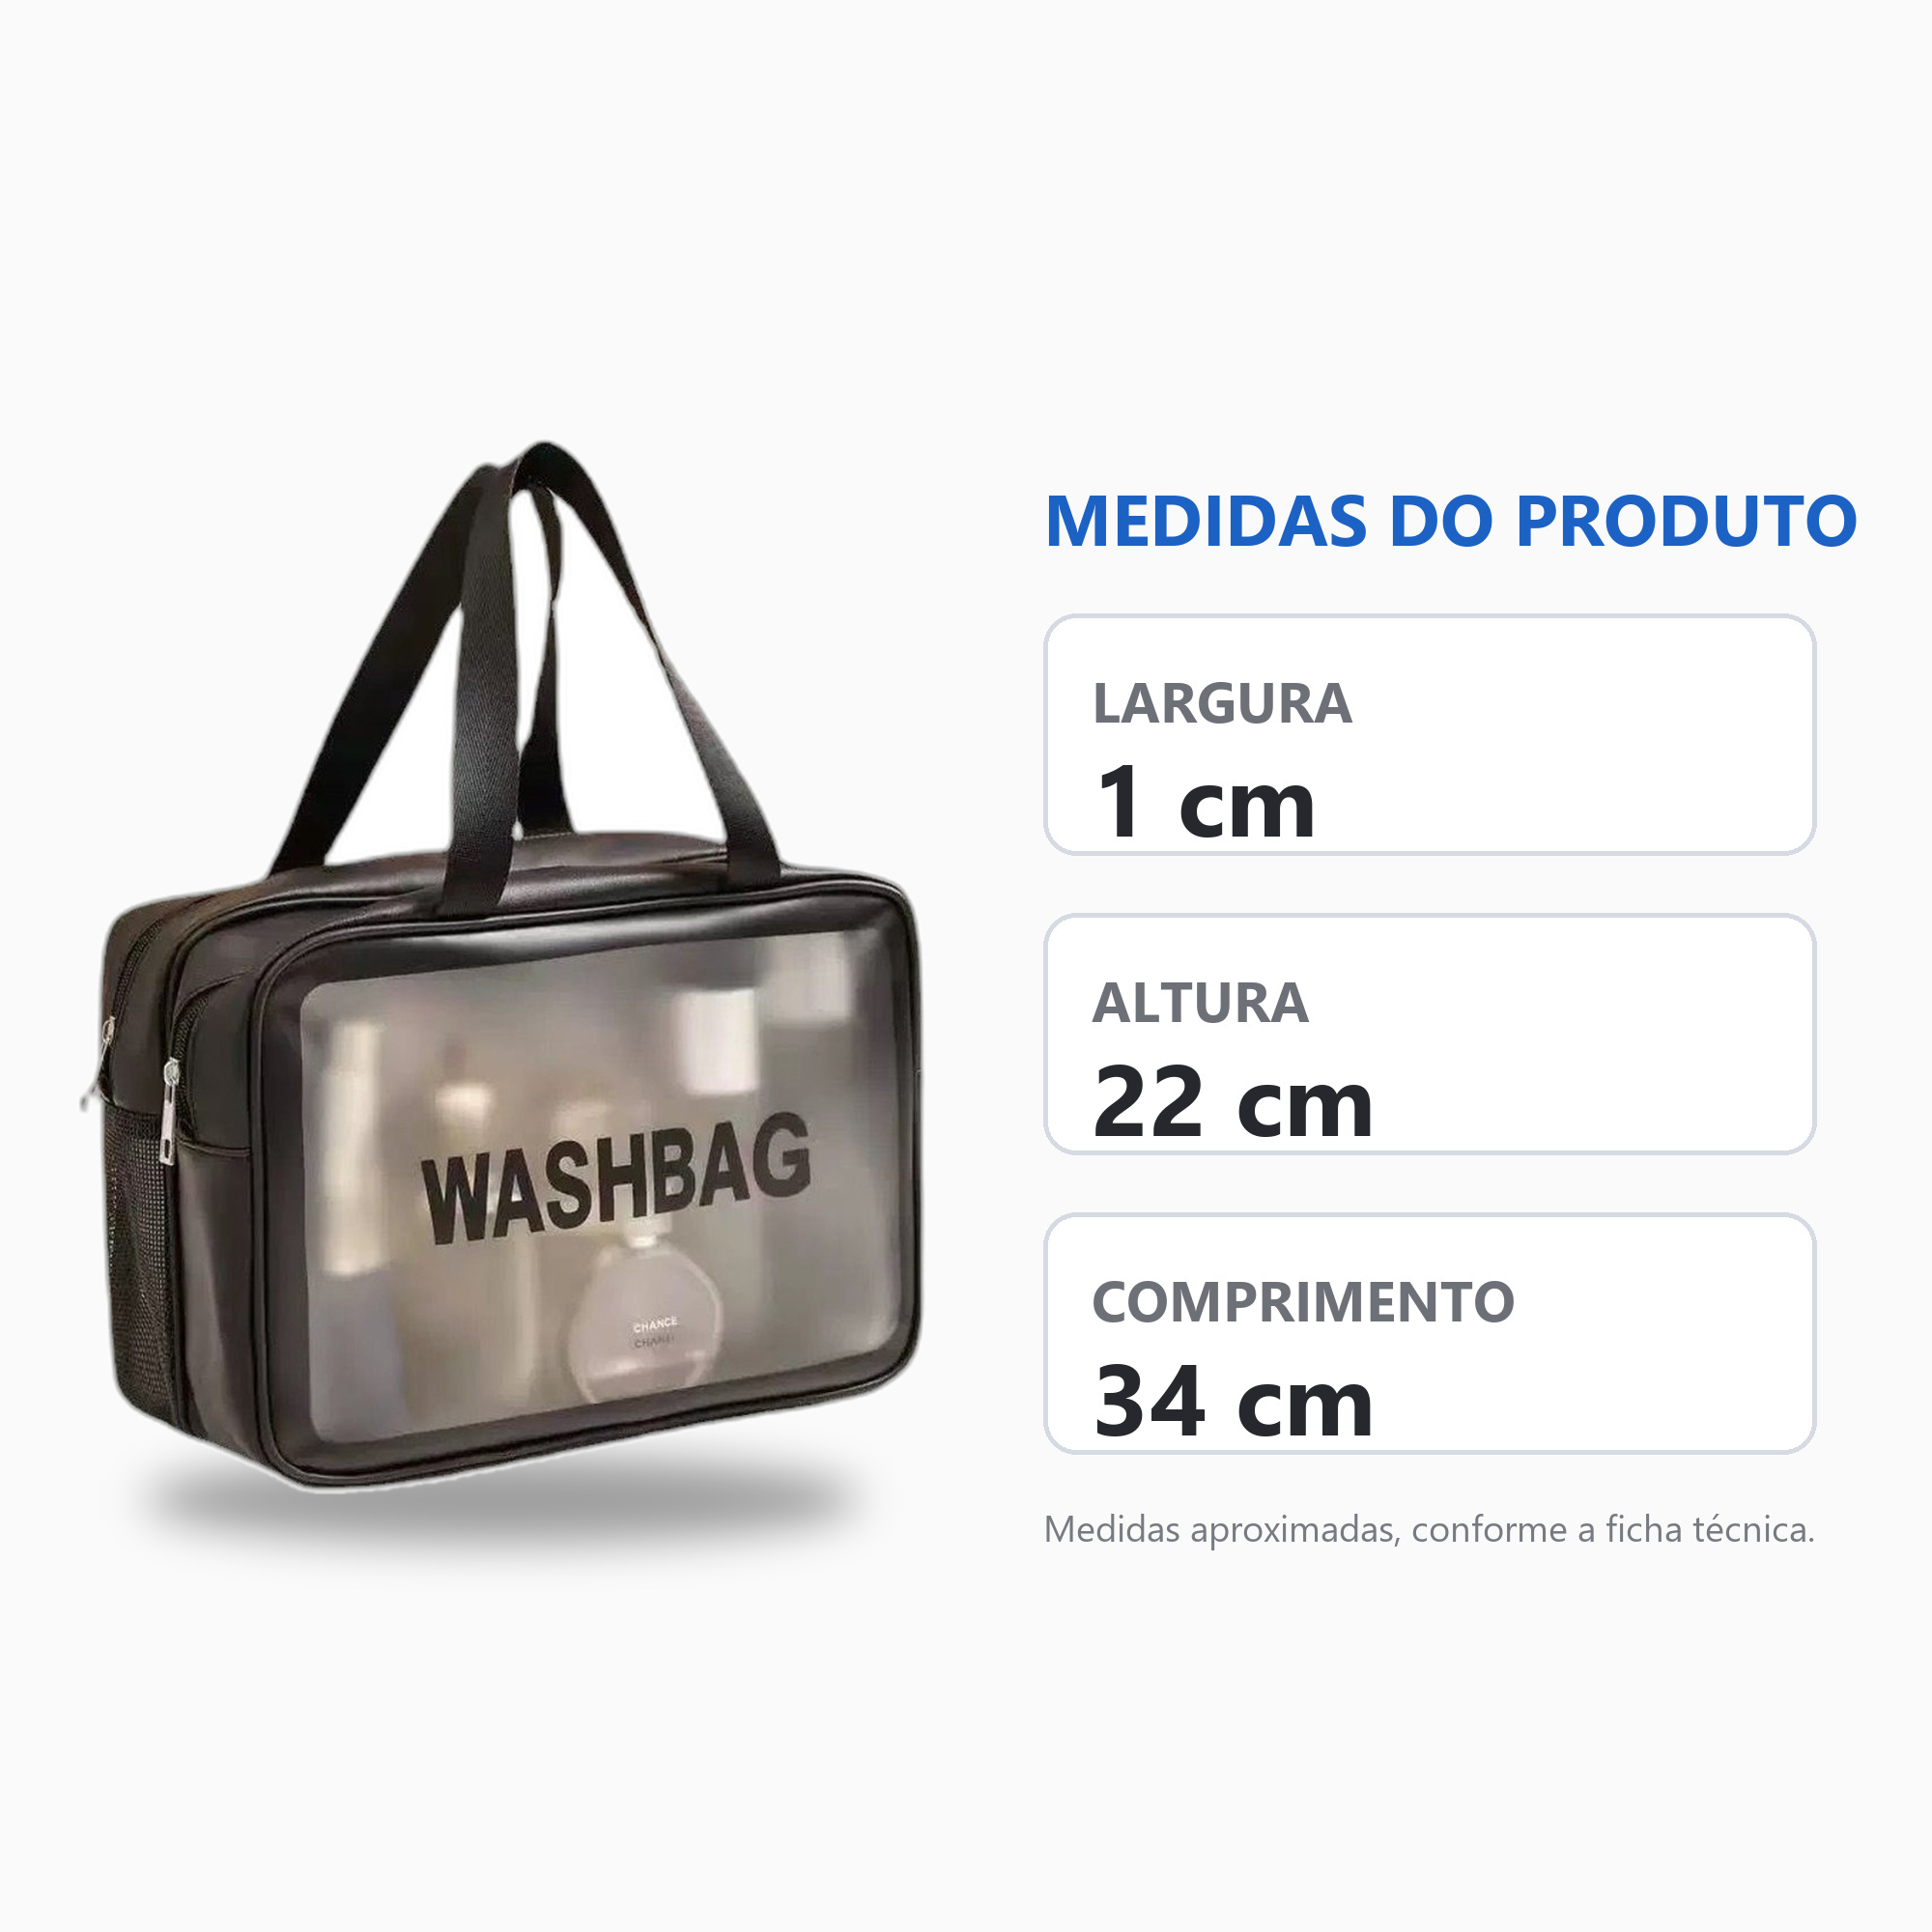 MEDIDAS DO PRODUTO
LARGURA
1 cm
ALTURA
22 cm
COMPRIMENTO
34 cm
Medidas aproximadas, conforme a ficha técnica.
WASHBAG
CHANCE
CHANEL